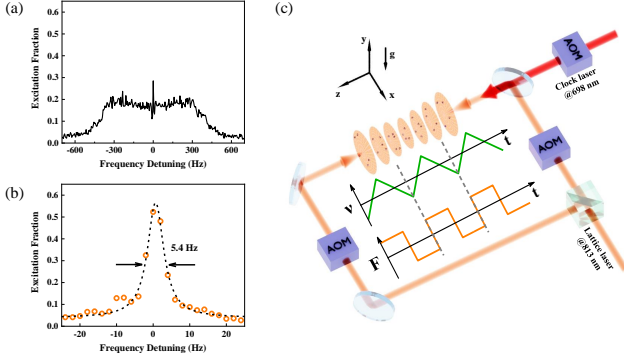 (a)
0.6
0.5
0.4
0.3
0.2
0.1
0.0
Excitation Fraction
-600
-300
0
300
600
Frequency Detuning (Hz)
(b)
0.6
0.5
0.4
0.3
0.2
0.1
0.0
Excitation Fraction
5.4 Hz
-20
-10
0
10
20
Frequency Detuning (Hz)
(c)
y
g
z
x
AOM
Clock laser
@698 nm
t
v
AOM
t
F
AOM
Lattice laser
@813 nm